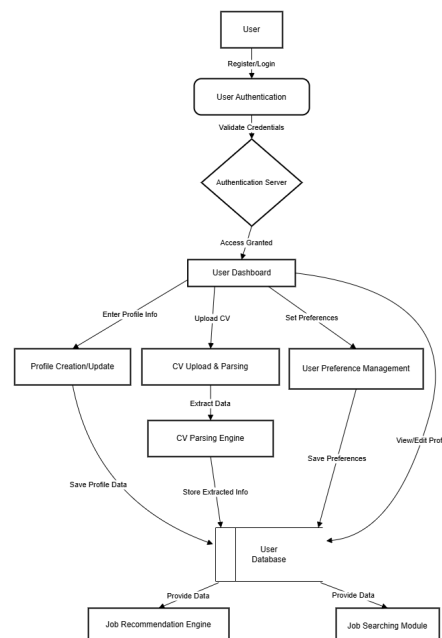 User
Register/Login
User Authentication
Validate Credentials
Authentication Server
Access Granted
User Dashboard
Enter Profile Info
Upload CV
Set Preferences
Profile Creation/Update
CV Upload & Parsing
User Preference Management
Extract Data
CV Parsing Engine
View/Edit Prof
Save Preferences
Save Profile Data
Store Extracted Info
User
Database
Provide Data
Provide Data
Job Recommendation Engine
Job Searching Module